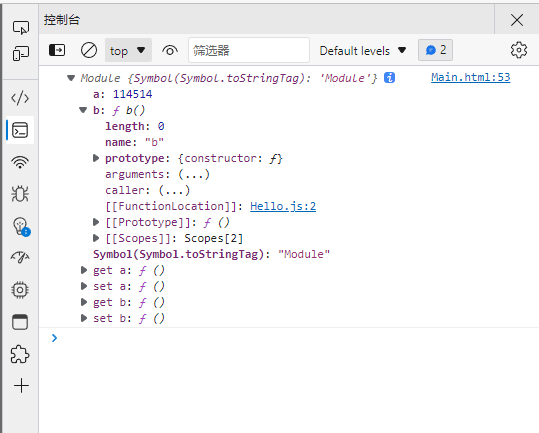 控制台
top
筛选器
Default levels
2
Module {Symbol(Symbol.toStringTag): 'Module'}
Main.html:53
a: 114514
b: ƒ b()
length: 0
name: "b"
prototype: {constructor: ƒ}
arguments: (...)
caller: (...)
[[FunctionLocation]]: Hello.js:2
[[Prototype]]: ƒ ()
[[Scopes]]: Scopes[2]
Symbol(Symbol.toStringTag): "Module"
get a: ƒ ()
set a: ƒ ()
get b: ƒ ()
set b: ƒ ()